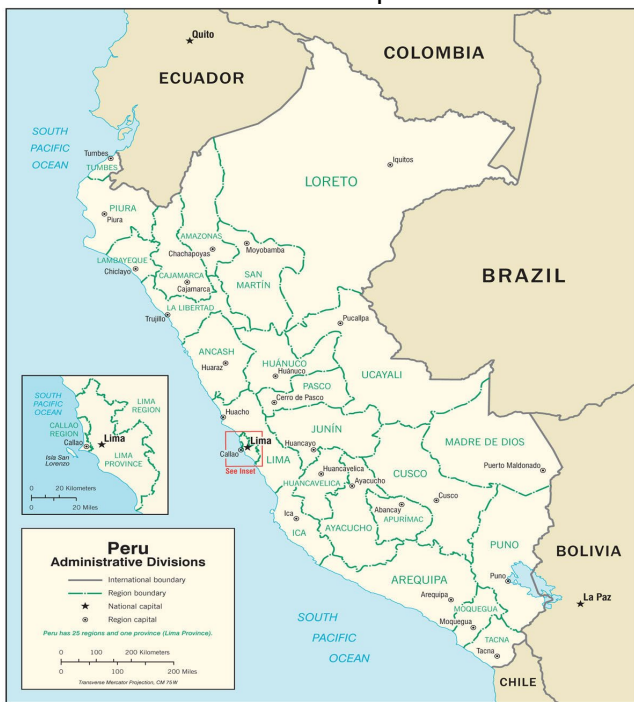 Quito
COLOMBIA
ECUADOR
SOUTH
PACIFIC
OCEAN
Tumbes
TUMBES
Iquitos
LORETO
PIURA
Piura
AMAZONAS
Chachapoyas
Moyobamba
LAMBAYEQUE
Chiclayo
CAJAMARCA
Cajamarca
SAN
MARTÍN
BRAZIL
LA LIBERTAD
Trujillo
Pucallpa
ANCASH
Huaraz
HUÁNUCO
Huánuco
UCAYALI
PASCO
Cerro de Pasco
Huacho
JUNÍN
MADRE DE DIOS
Lima
Callao
LIMA
See Inset
Huancayo
CUSCO
Puerto Maldonado
Huancavelica
HUANCAVELICA
Ayacucho
Cusco
Abancay
APURÍMAC
Ica
ICA
AYACUCHO
PUNO
BOLIVIA
AREQUIPA
Puno
Arequipa
La Paz
MOQUEGUA
Moquegua
TACNA
Tacna
SOUTH
PACIFIC
OCEAN
CHILE
SOUTH
PACIFIC
OCEAN
LIMA
REGION
CALLAO
REGION
Callao
Lima
Isla San
Lorenzo
LIMA
PROVINCE
0 20 Kilometers
0 20 Miles
Peru
Administrative Divisions
International boundary
Region boundary
National capital
Region capital
Peru has 25 regions and one province (Lima Province).
0 100 200 Kilometers
0 100 200 Miles
Transverse Mercator Projection, CM 75W